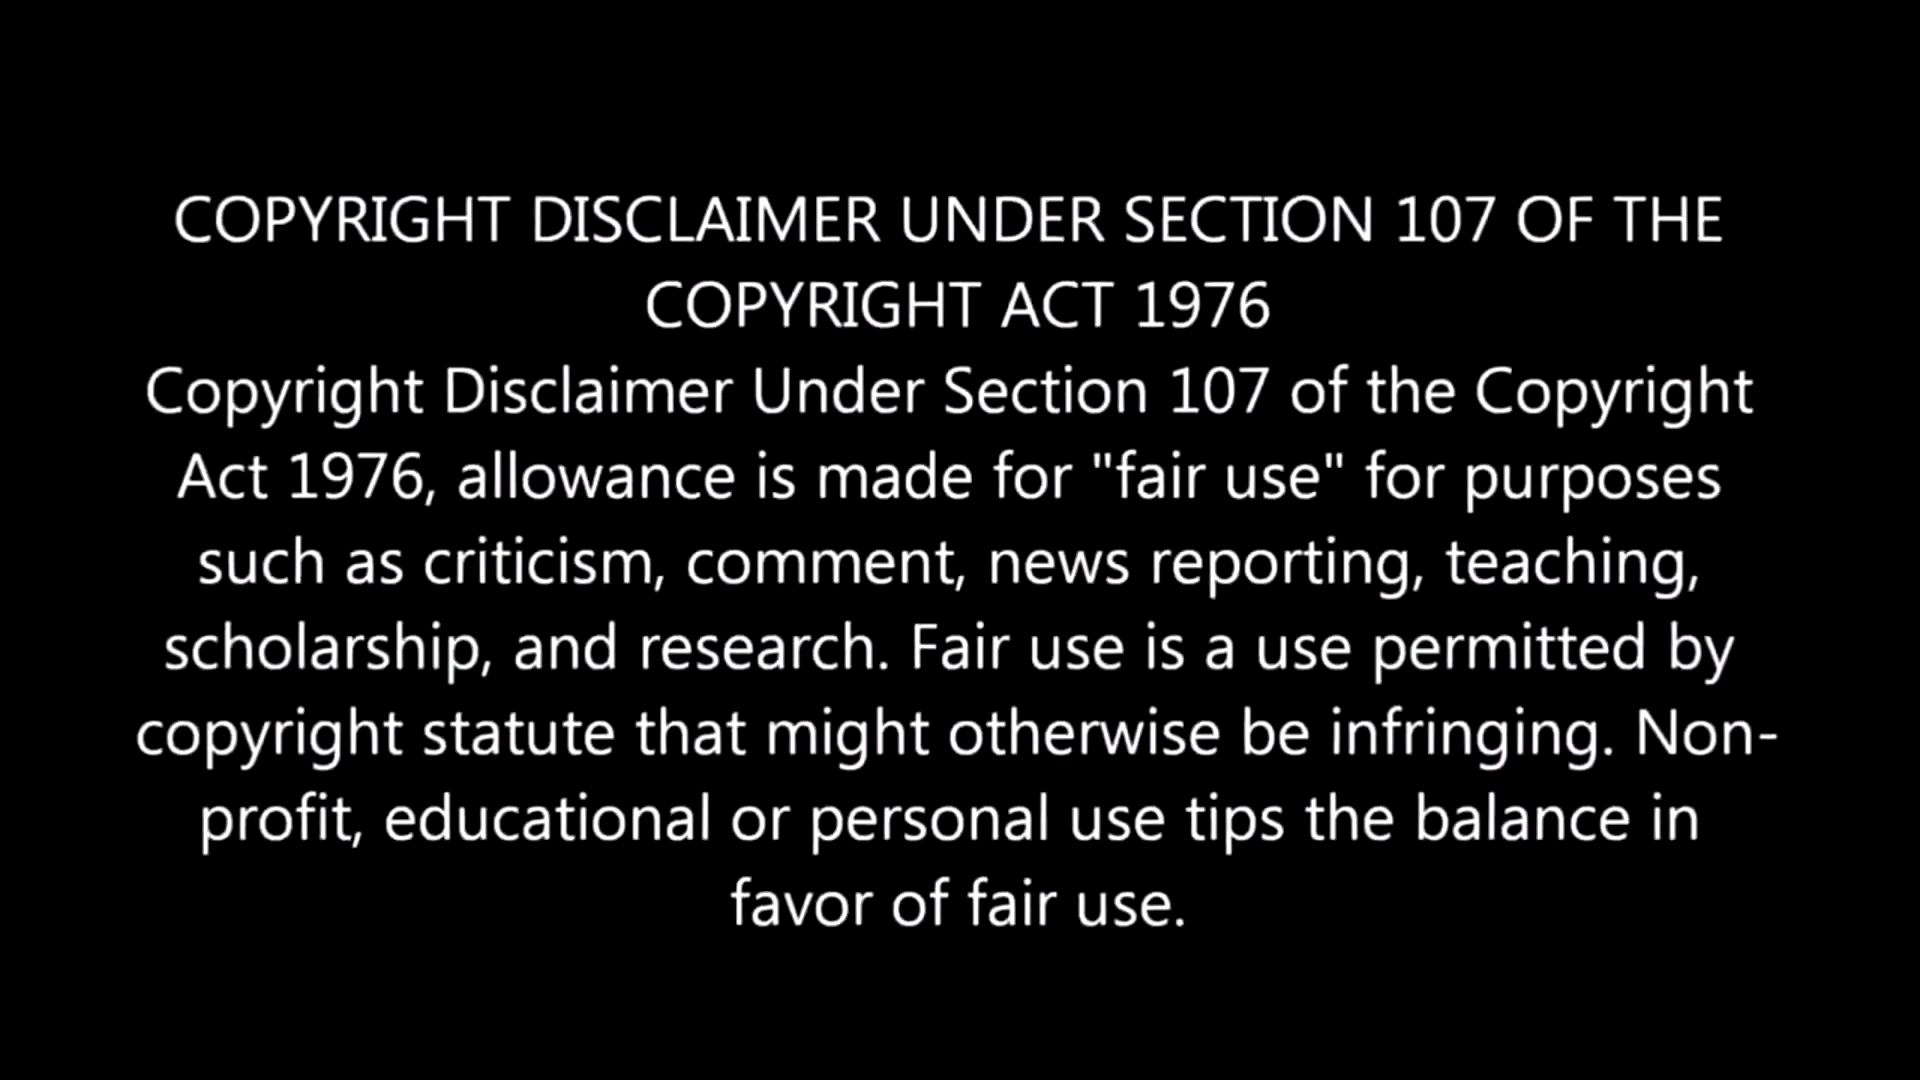 COPYRIGHT DISCLAIMER UNDER SECTION 107 OF THE
COPYRIGHT ACT 1976
Copyright Disclaimer Under Section 107 of the Copyright
Act 1976, allowance is made for "fair use" for purposes
such as criticism, comment, news reporting, teaching,
scholarship, and research. Fair use is a use permitted by
copyright statute that might otherwise be infringing. Non-
profit, educational or personal use tips the balance in
favor of fair use.